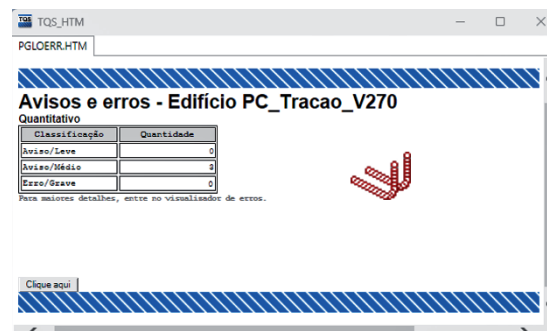 TQS_HTM
PGLOERR.HTM
Avisos e erros - Edifício PC_Tracao_V270
Quantitativo
Classificação Quantidade
Aviso/Leve 0
Aviso/Médio 3
Erro/Grave 0
Para maiores detalhes, entre no visualizador de erros.
Clique aqui